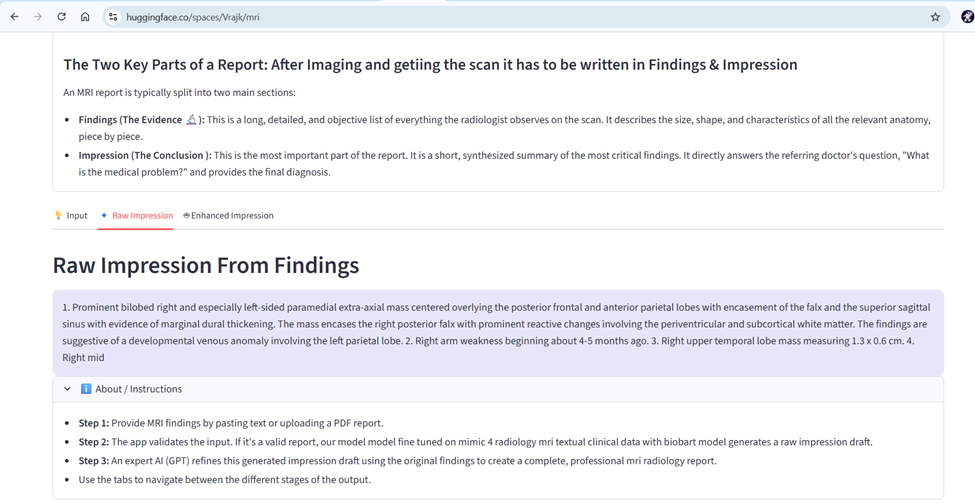 huggingface.co/spaces/Vrajk/mri
The Two Key Parts of a Report: After Imaging and getiing the scan it has to be written in Findings & Impression
An MRI report is typically split into two main sections:
Findings (The Evidence 🔬): This is a long, detailed, and objective list of everything the radiologist observes on the scan. It describes the size, shape, and characteristics of all the relevant anatomy,
piece by piece.
Impression (The Conclusion ): This is the most important part of the report. It is a short, synthesized summary of the most critical findings. It directly answers the referring doctor's question, "What
is the medical problem?" and provides the final diagnosis.
💡 Input 🔹 Raw Impression Enhanced Impression
Raw Impression From Findings
1. Prominent bilobed right and especially left-sided paramedial extra-axial mass centered overlying the posterior frontal and anterior parietal lobes with encasement of the falx and the superior sagittal
sinus with evidence of marginal dural thickening. The mass encases the right posterior falx with prominent reactive changes involving the periventricular and subcortical white matter. The findings are
suggestive of a developmental venous anomaly involving the left parietal lobe. 2. Right arm weakness beginning about 4-5 months ago. 3. Right upper temporal lobe mass measuring 1.3 x 0.6 cm. 4.
Right mid
ℹ️ About / Instructions
Step 1: Provide MRI findings by pasting text or uploading a PDF report.
Step 2: The app validates the input. If it's a valid report, our model model fine tuned on mimic 4 radiology mri textual clinical data with biobart model generates a raw impression draft.
Step 3: An expert AI (GPT) refines this generated impression draft using the original findings to create a complete, professional mri radiology report.
Use the tabs to navigate between the different stages of the output.